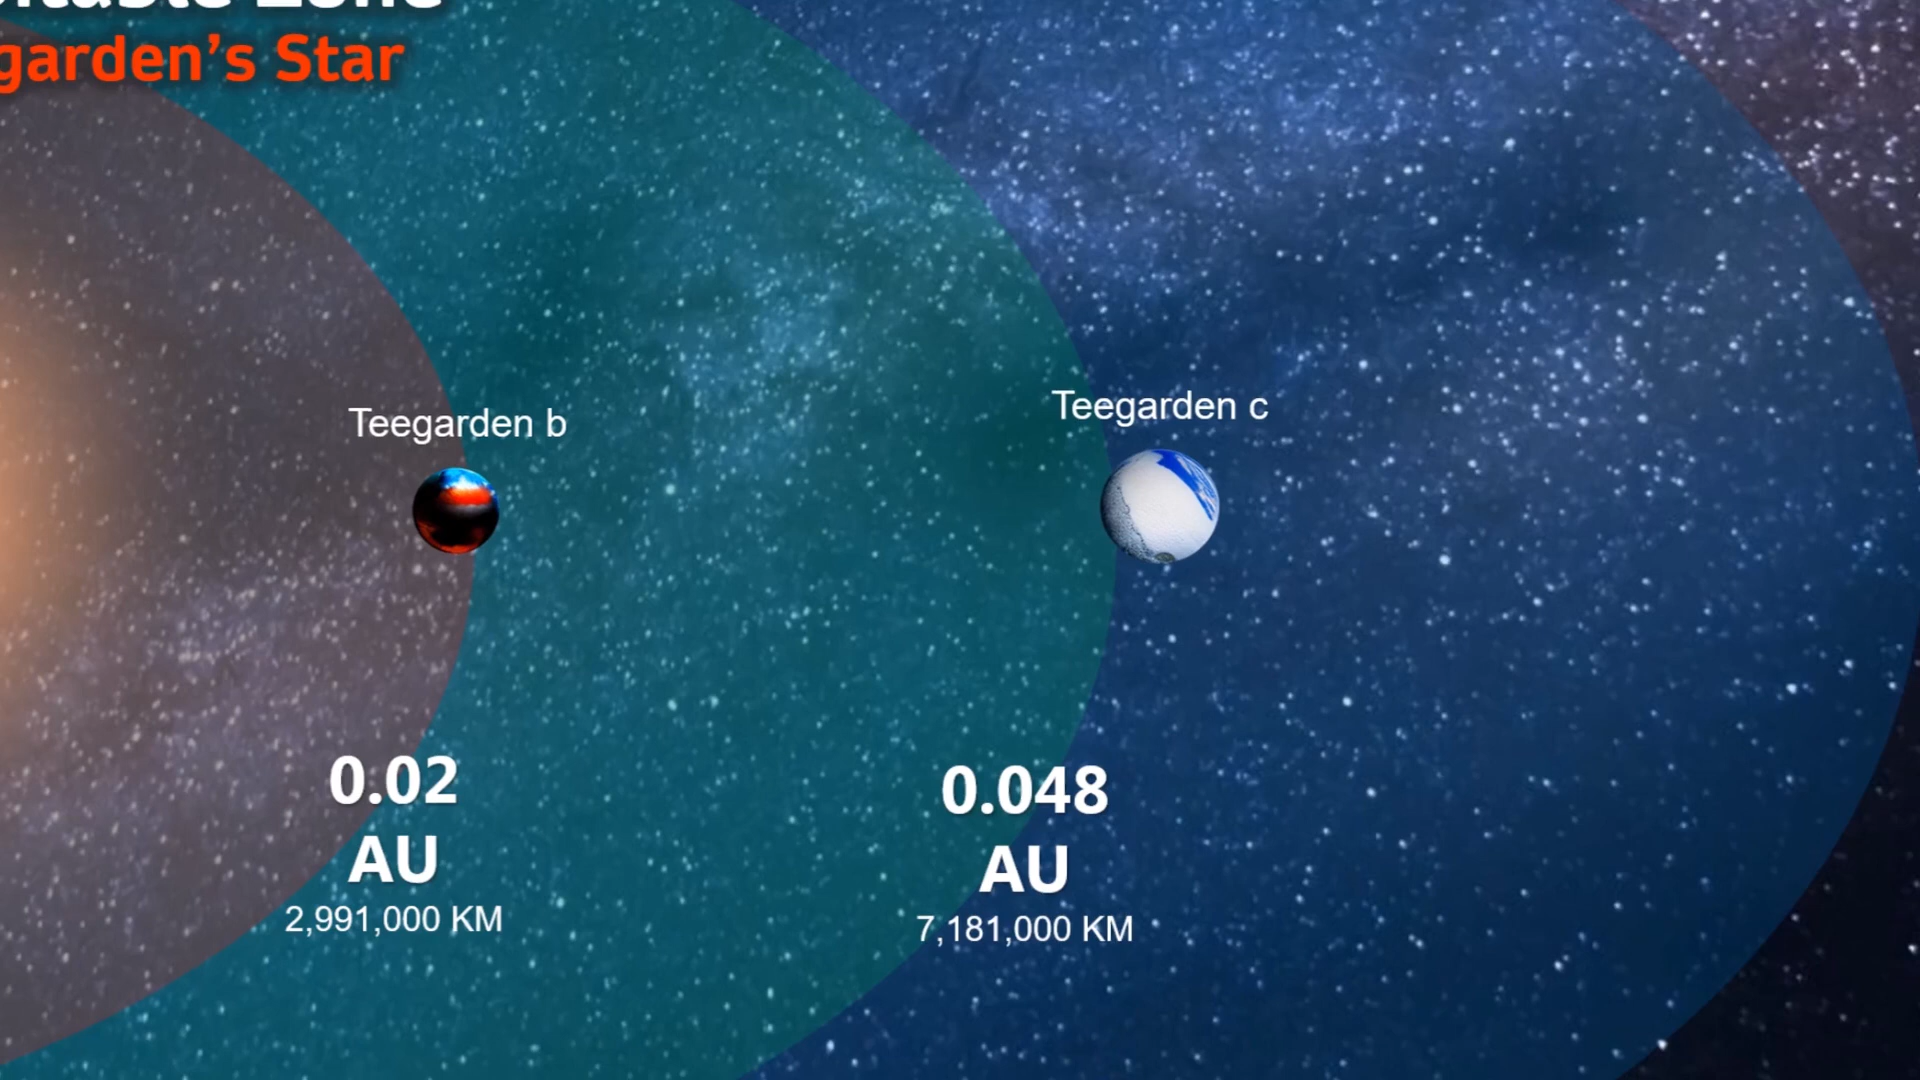 garden's Star
Teegarden b
Teegarden c
0.02
AU
2,991,000 KM
0.048
AU
7,181,000 KM